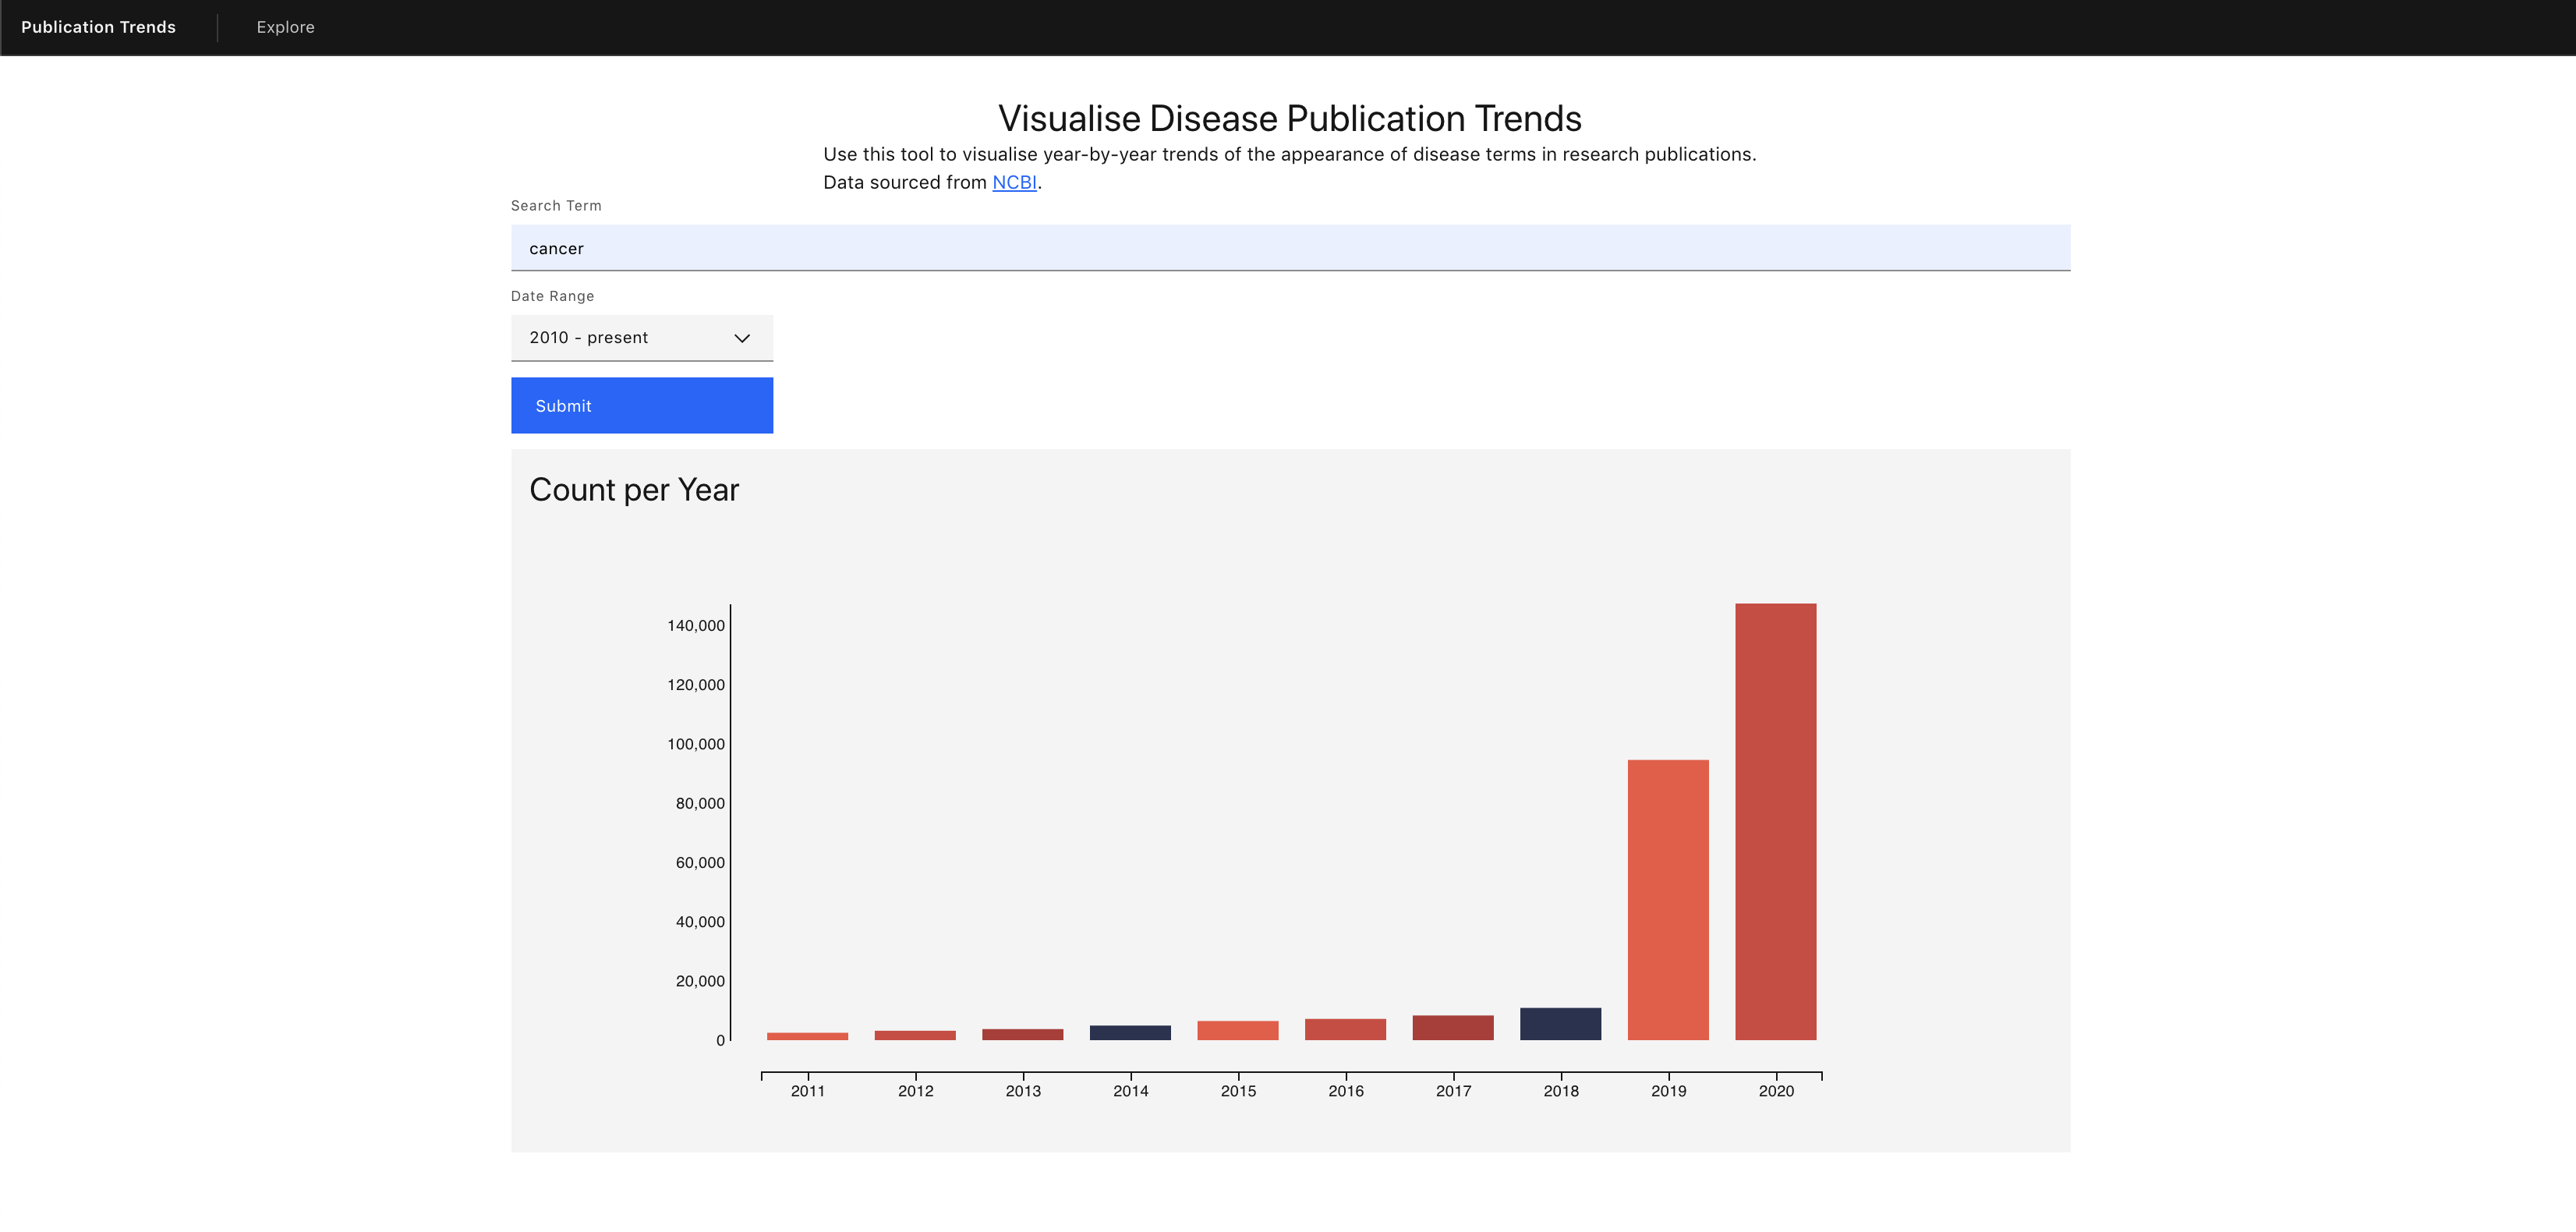 Publication Trends
Explore
Visualise Disease Publication Trends
Use this tool to visualise year-by-year trends of the appearance of disease terms in research publications.
Data sourced from NCBI.
Search Term
cancer
Date Range
2010 - present
Submit
Count per Year
140,000
120,000
100,000
80,000
60,000
40,000
20,000
0
2011 2012 2013 2014 2015 2016 2017 2018 2019 2020